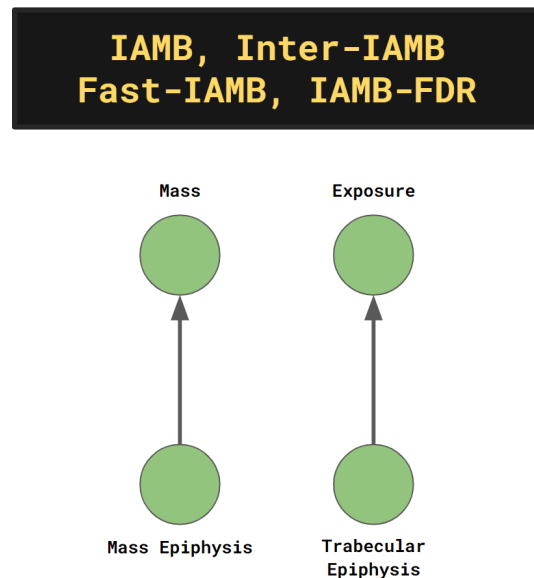 IAMB, Inter-IAMB
Fast-IAMB, IAMB-FDR
Mass
Exposure
Mass Epiphysis
Trabecular
Epiphysis